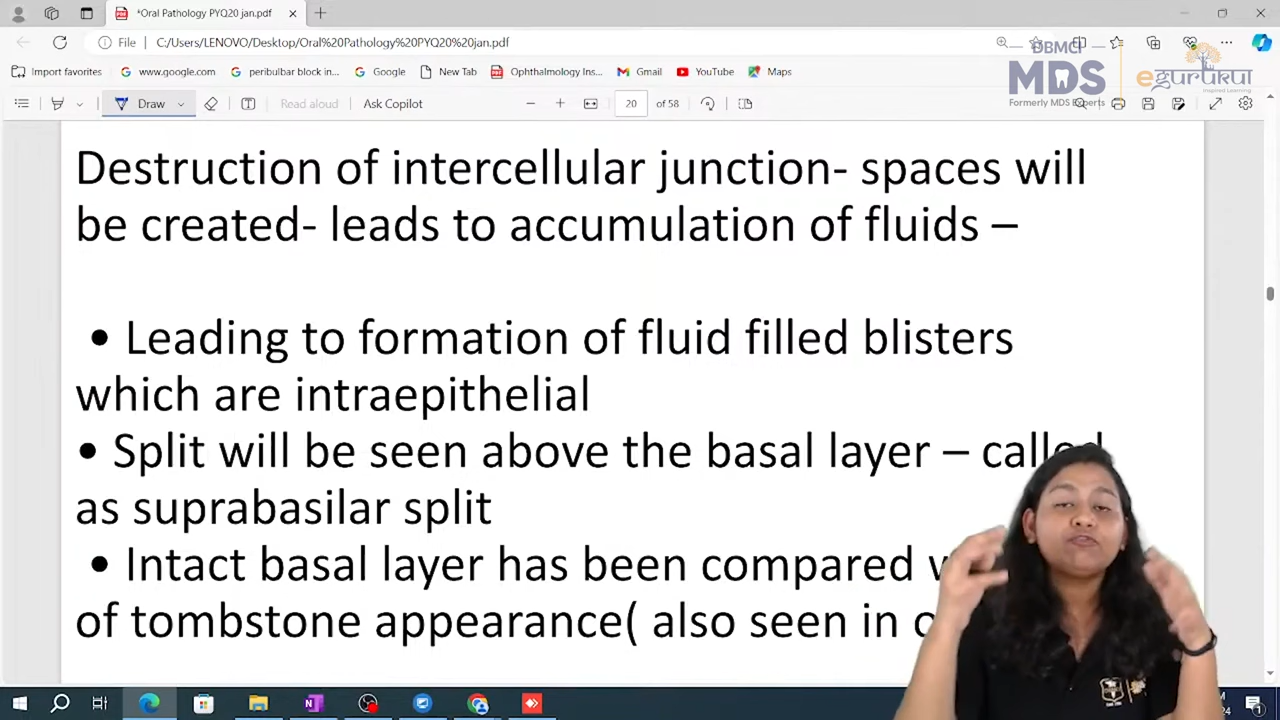 *Oral Pathology PYQ20 jan.pdf
File C:/Users/LENOVO/Desktop/Oral%20Pathology%20PYQ20%20jan.pdf
Import favorites www.google.com peribulbar block in... Google New Tab Ophthalmology Ins... Gmail YouTube Maps
Draw Read aloud Ask Copilot 20 of 58
DBMCI
MDS
Formerly MDS Experts
egurukul
Inspired Learning
Destruction of intercellular junction- spaces will
be created- leads to accumulation of fluids –
• Leading to formation of fluid filled blisters
which are intraepithelial
• Split will be seen above the basal layer – called
as suprabasilar split
• Intact basal layer has been compared
of tombstone appearance( also seen in